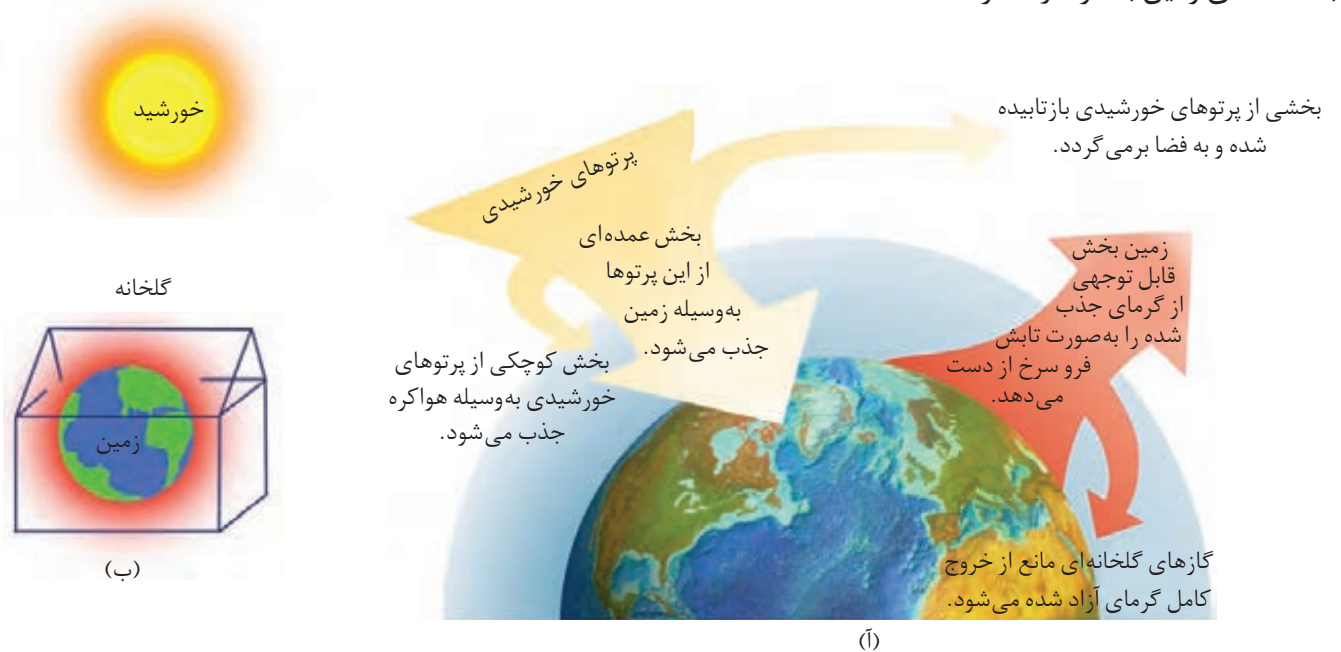 خورشید
گلخانه
زمین
(ب)
پرتوهای خورشیدی
بخشی از پرتوهای خورشیدی بازتابیده
شده و به فضا برمی‌گردد.
بخش عمده‌ای
از این پرتوها
به‌وسیله زمین
جذب می‌شود.
بخش کوچکی از پرتوهای
خورشیدی به‌وسیله هواکره
جذب می‌شود.
زمین بخش
قابل توجهی
از گرمای جذب
شده را به‌صورت تابش
فرو سرخ از دست
می‌دهد.
گازهای گلخانه‌ای مانع از خروج
کامل گرمای آزاد شده می‌شود.
(آ)